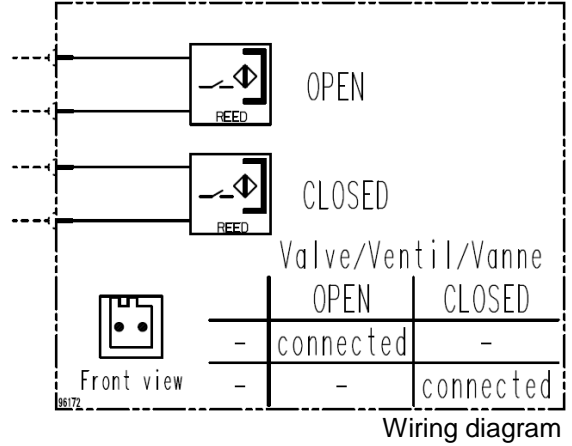 OPEN
REED
CLOSED
REED
Valve/Ventil/Vanne
OPEN CLOSED
- connected -
- - connected
Front view
96172
Wiring diagram